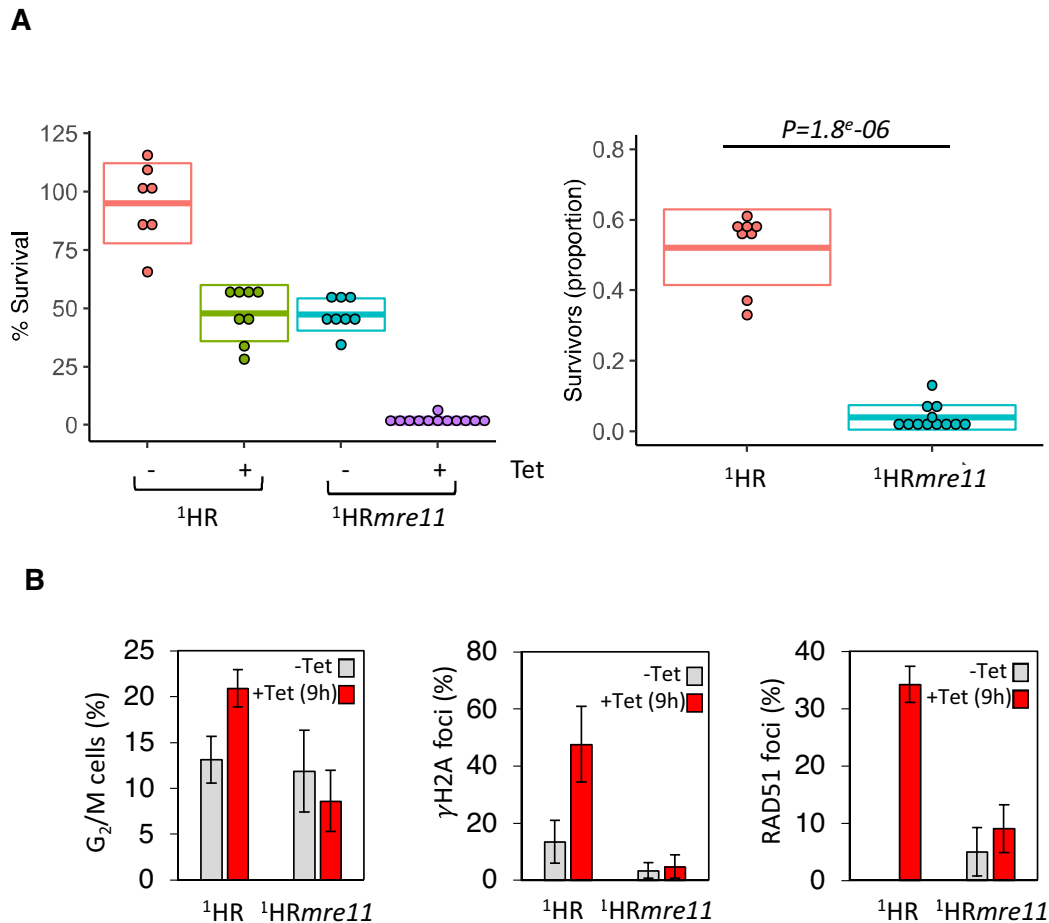 A
% Survival
125
100
75
50
25
0
- + - + Tet
¹HR ¹HRmre11
Survivors (proportion)
0.8
0.6
0.4
0.2
0.0
P=1.8ᵉ-06
¹HR ¹HRmre11
B
G₂/M cells (%)
25
20
15
10
5
0
-Tet
+Tet (9h)
¹HR ¹HRmre11
γH2A foci (%)
80
60
40
20
0
-Tet
+Tet (9h)
¹HR ¹HRmre11
RAD51 foci (%)
40
30
20
10
0
-Tet
+Tet (9h)
¹HR ¹HRmre11